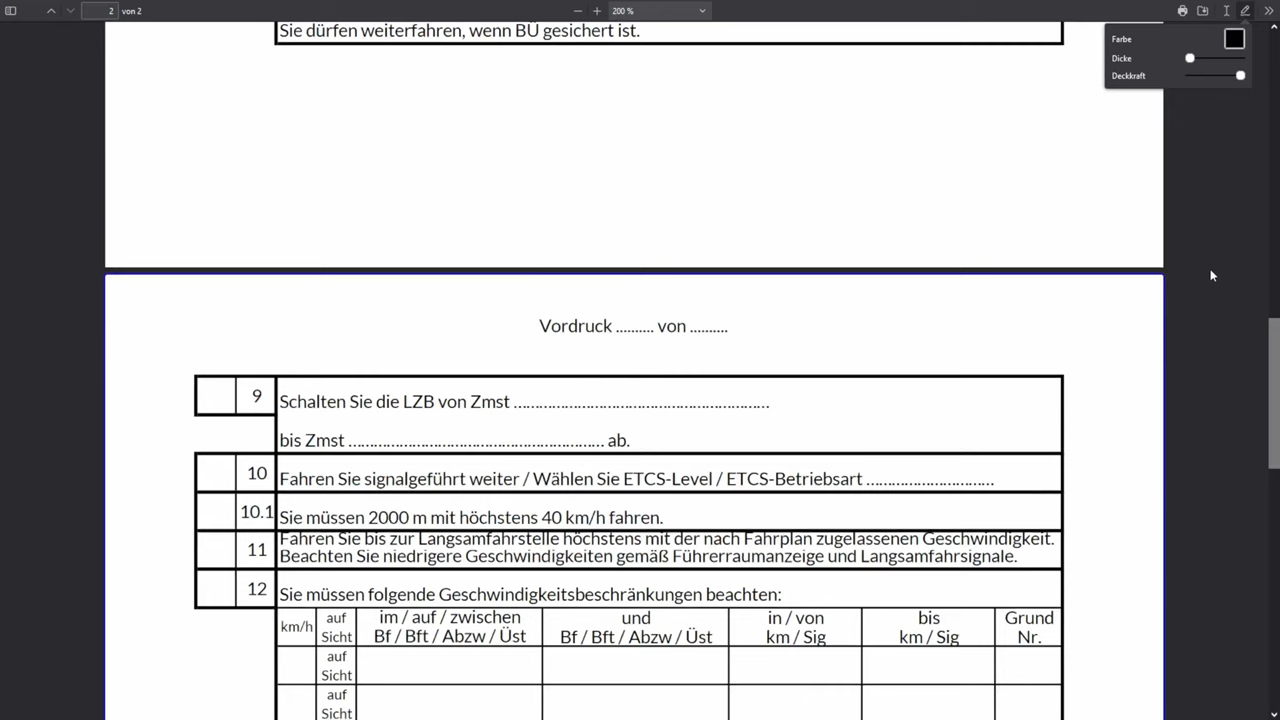 2 von 2
200 %
Farbe
Dicke
Deckkraft
Sie dürfen weiterfahren, wenn BÜ gesichert ist.
Vordruck .......... von ..........
9 Schalten Sie die LZB von Zmst ............................................................
bis Zmst ............................................................ ab.
10 Fahren Sie signalgeführt weiter / Wählen Sie ETCS-Level / ETCS-Betriebsart ..............................
10.1 Sie müssen 2000 m mit höchstens 40 km/h fahren.
11 Fahren Sie bis zur Langsamfahrstelle höchstens mit der nach Fahrplan zugelassenen Geschwindigkeit.
Beachten Sie niedrigere Geschwindigkeiten gemäß Führerraumanzeige und Langsamfahrsignale.
12 Sie müssen folgende Geschwindigkeitsbeschränkungen beachten:
km/h auf im / auf / zwischen und in / von bis Grund
Sicht Bf / Bft / Abzw / Üst Bf / Bft / Abzw / Üst km / Sig km / Sig Nr.
auf
Sicht
auf
Sicht